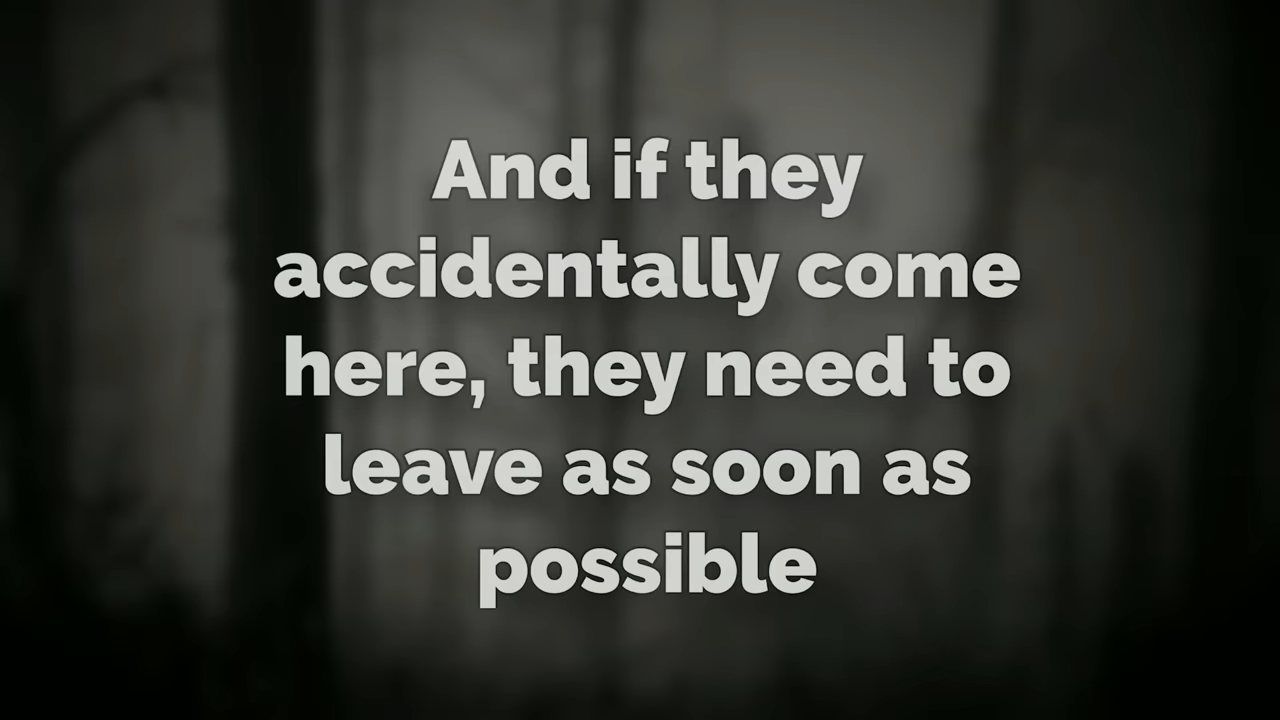 And if they
accidentally come
here, they need to
leave as soon as
possible